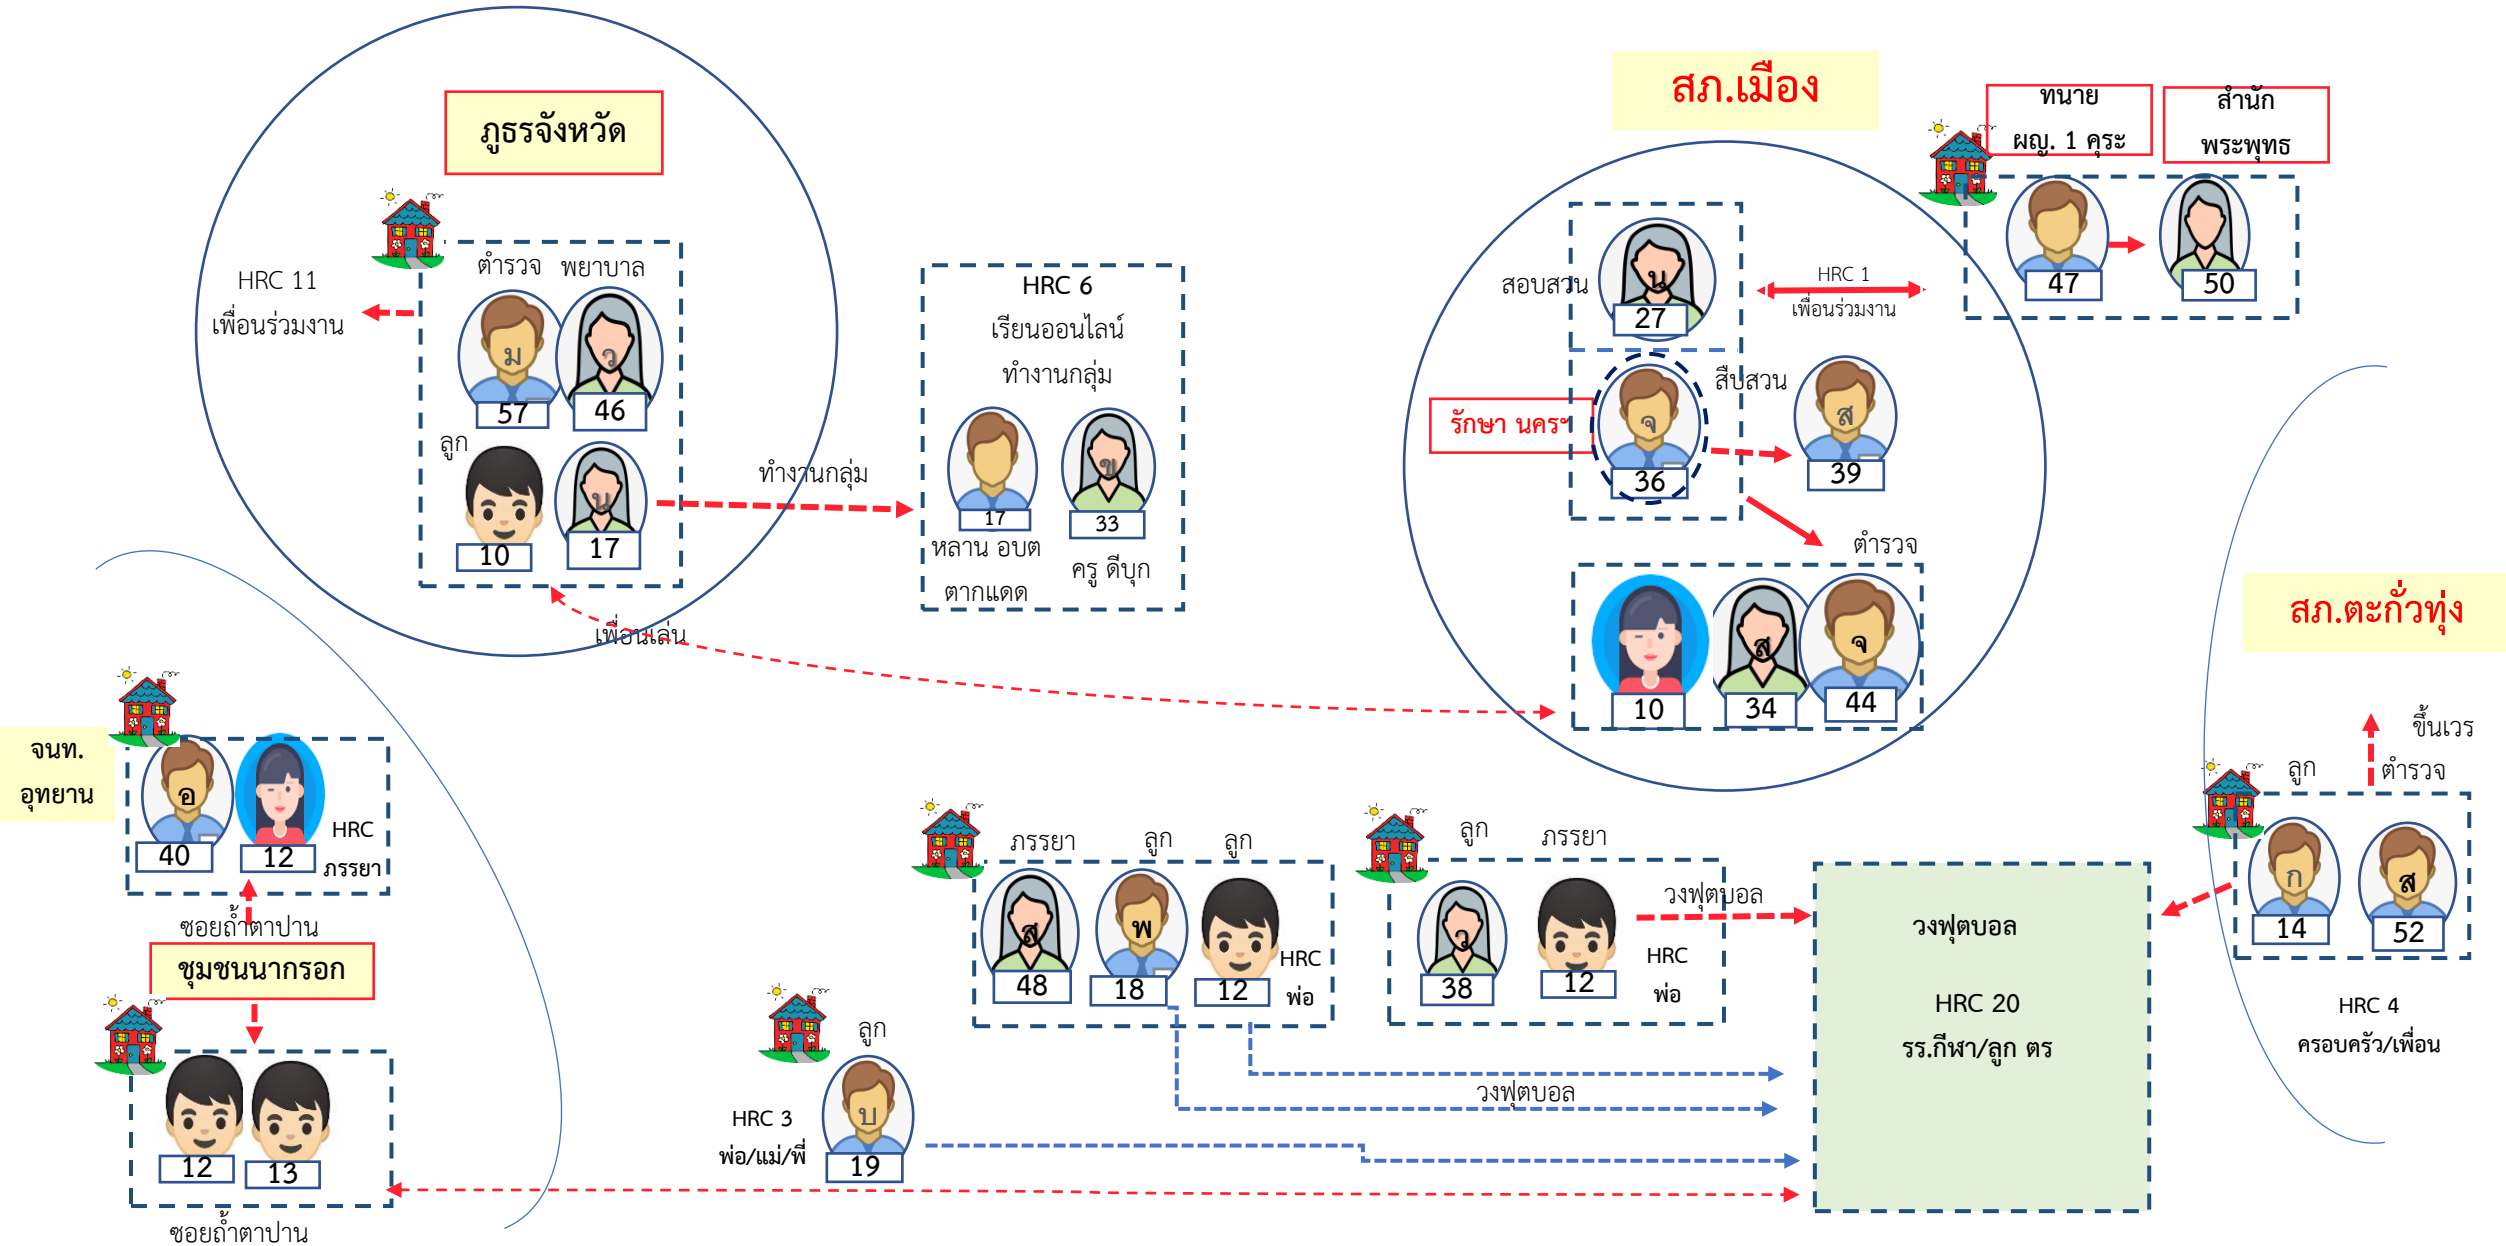 ภูธรจังหวัด
HRC 11
เพื่อนร่วมงาน
ตำรวจ
พยาบาล
ม
57
ว
46
ลูก
10
น
17
ทำงานกลุ่ม
เพื่อนเล่น
HRC 6
เรียนออนไลน์
ทำงานกลุ่ม
17
ข
33
หลาน อบต
ตากแดด
ครู ดีบุก
สภ.เมือง
ทนาย
ผญ. 1 คุระ
สำนัก
พระพุทธ
47
50
HRC 1
เพื่อนร่วมงาน
สอบสวน
น
27
รักษา นครฯ
จ
36
สืบสวน
ส
39
ตำรวจ
10
ส
34
จ
44
สภ.ตะกั่วทุ่ง
ขึ้นเวร
ตำรวจ
ลูก
ก
14
ส
52
HRC 4
ครอบครัว/เพื่อน
จนท.
อุทยาน
อ
40
12
HRC
ภรรยา
ซอยถ้ำตาปาน
ชุมชนนากรอก
12
13
ซอยถ้ำตาปาน
ภรรยา
ลูก
ลูก
ส
48
พ
18
12
HRC
พ่อ
ลูก
ภรรยา
ว
38
12
HRC
พ่อ
วงฟุตบอล
วงฟุตบอล
HRC 20
รร.กีฬา/ลูก ตร
วงฟุตบอล
ลูก
HRC 3
พ่อ/แม่/พี่
บ
19